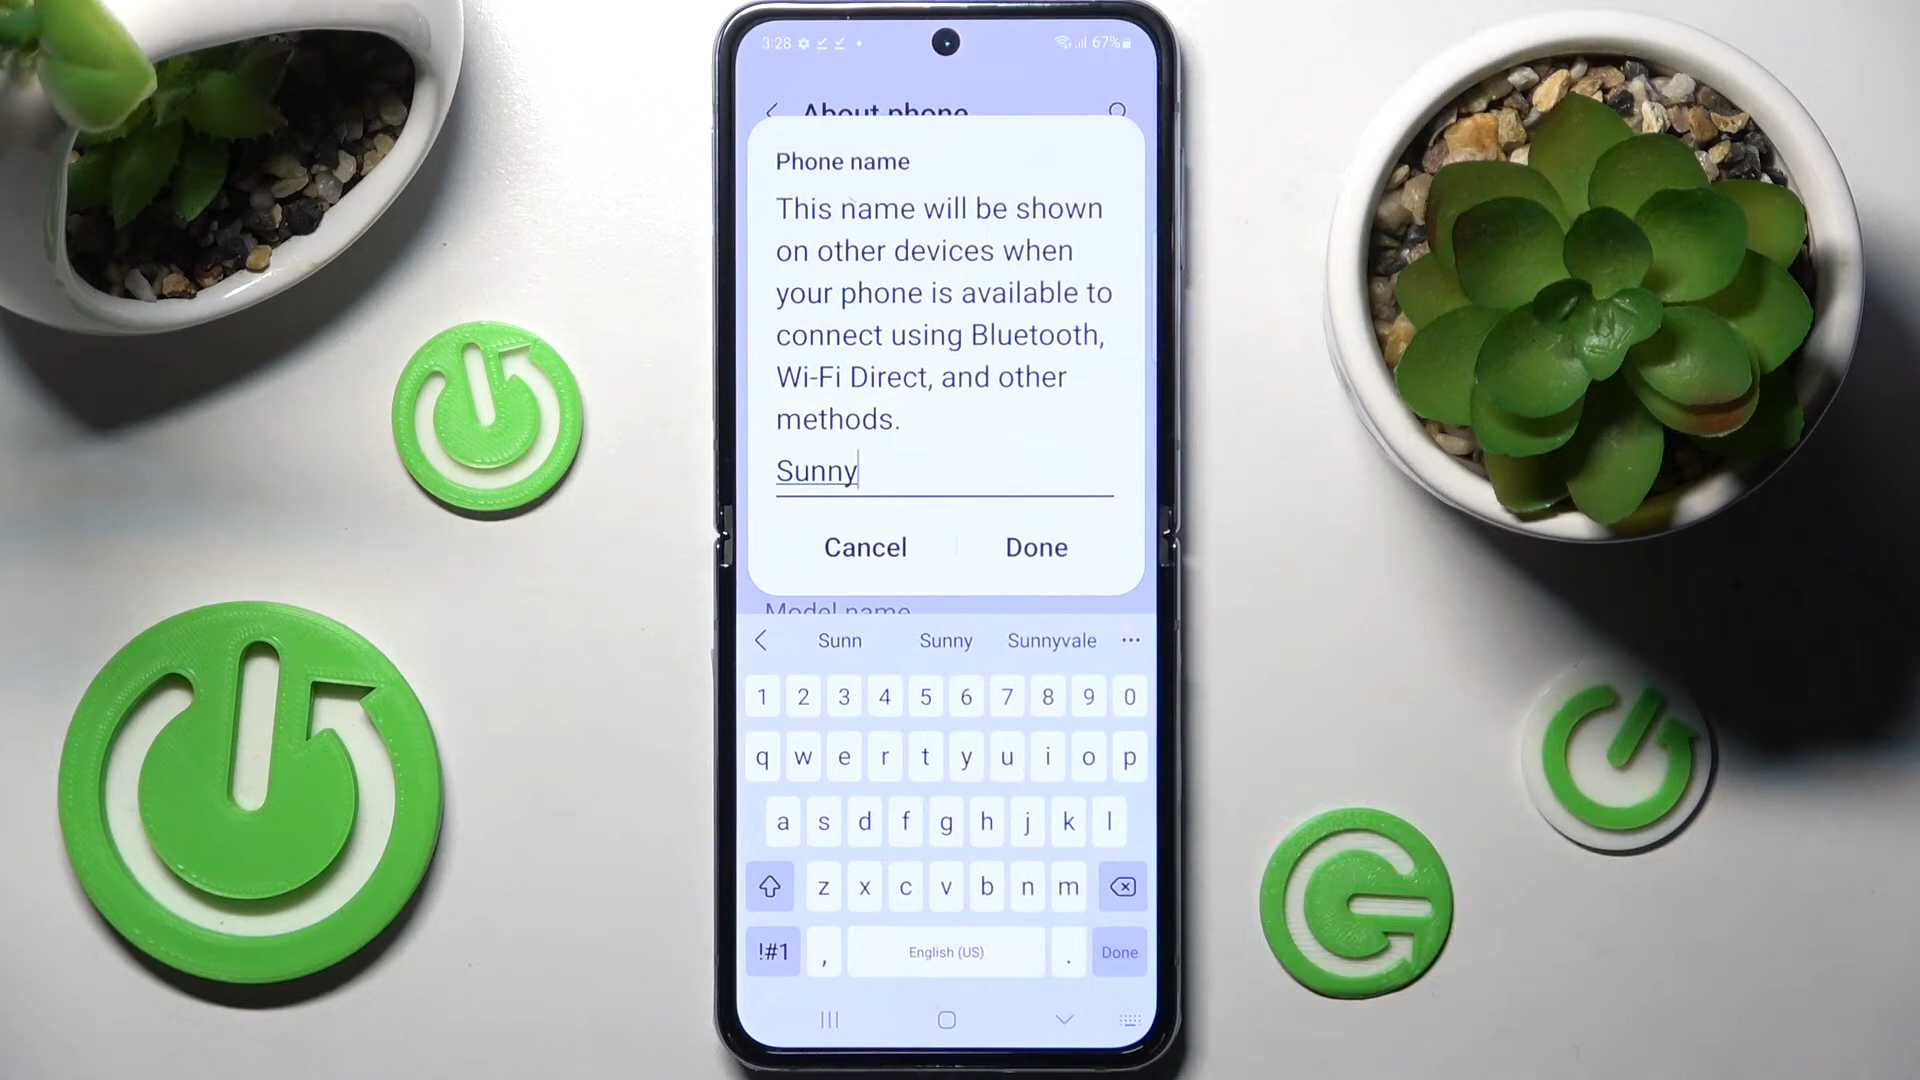 3:28 67%
About phone
Phone name
This name will be shown
on other devices when
your phone is available to
connect using Bluetooth,
Wi-Fi Direct, and other
methods.
Sunny
Cancel Done
Model name
Sunn Sunny Sunnyvale ...
1 2 3 4 5 6 7 8 9 0
q w e r t y u i o p
a s d f g h j k l
z x c v b n m
!#1 , English (US) . Done